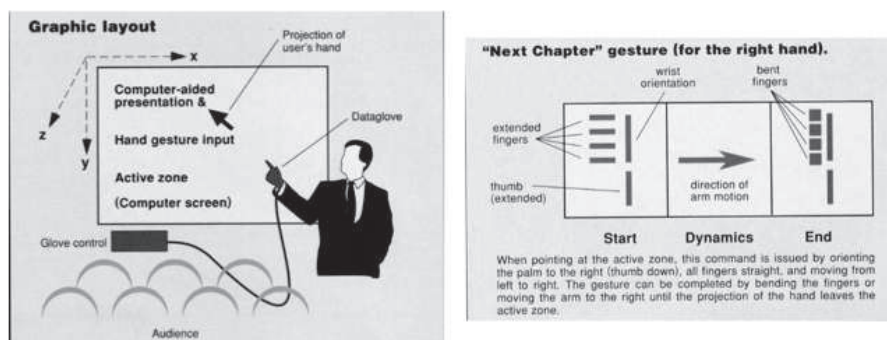 Graphic layout
Projection of
user's hand
x
Computer-aided
presentation &
z
y
Dataglove
Hand gesture input
Active zone
(Computer screen)
Glove control
Audience
"Next Chapter" gesture (for the right hand).
wrist
orientation
bent
fingers
extended
fingers
thumb
(extended)
direction of
arm motion
Start
Dynamics
End
When pointing at the active zone, this command is issued by orienting
the palm to the right (thumb down), all fingers straight, and moving from
left to right. The gesture can be completed by bending the fingers or
moving the arm to the right until the projection of the hand leaves the
active zone.